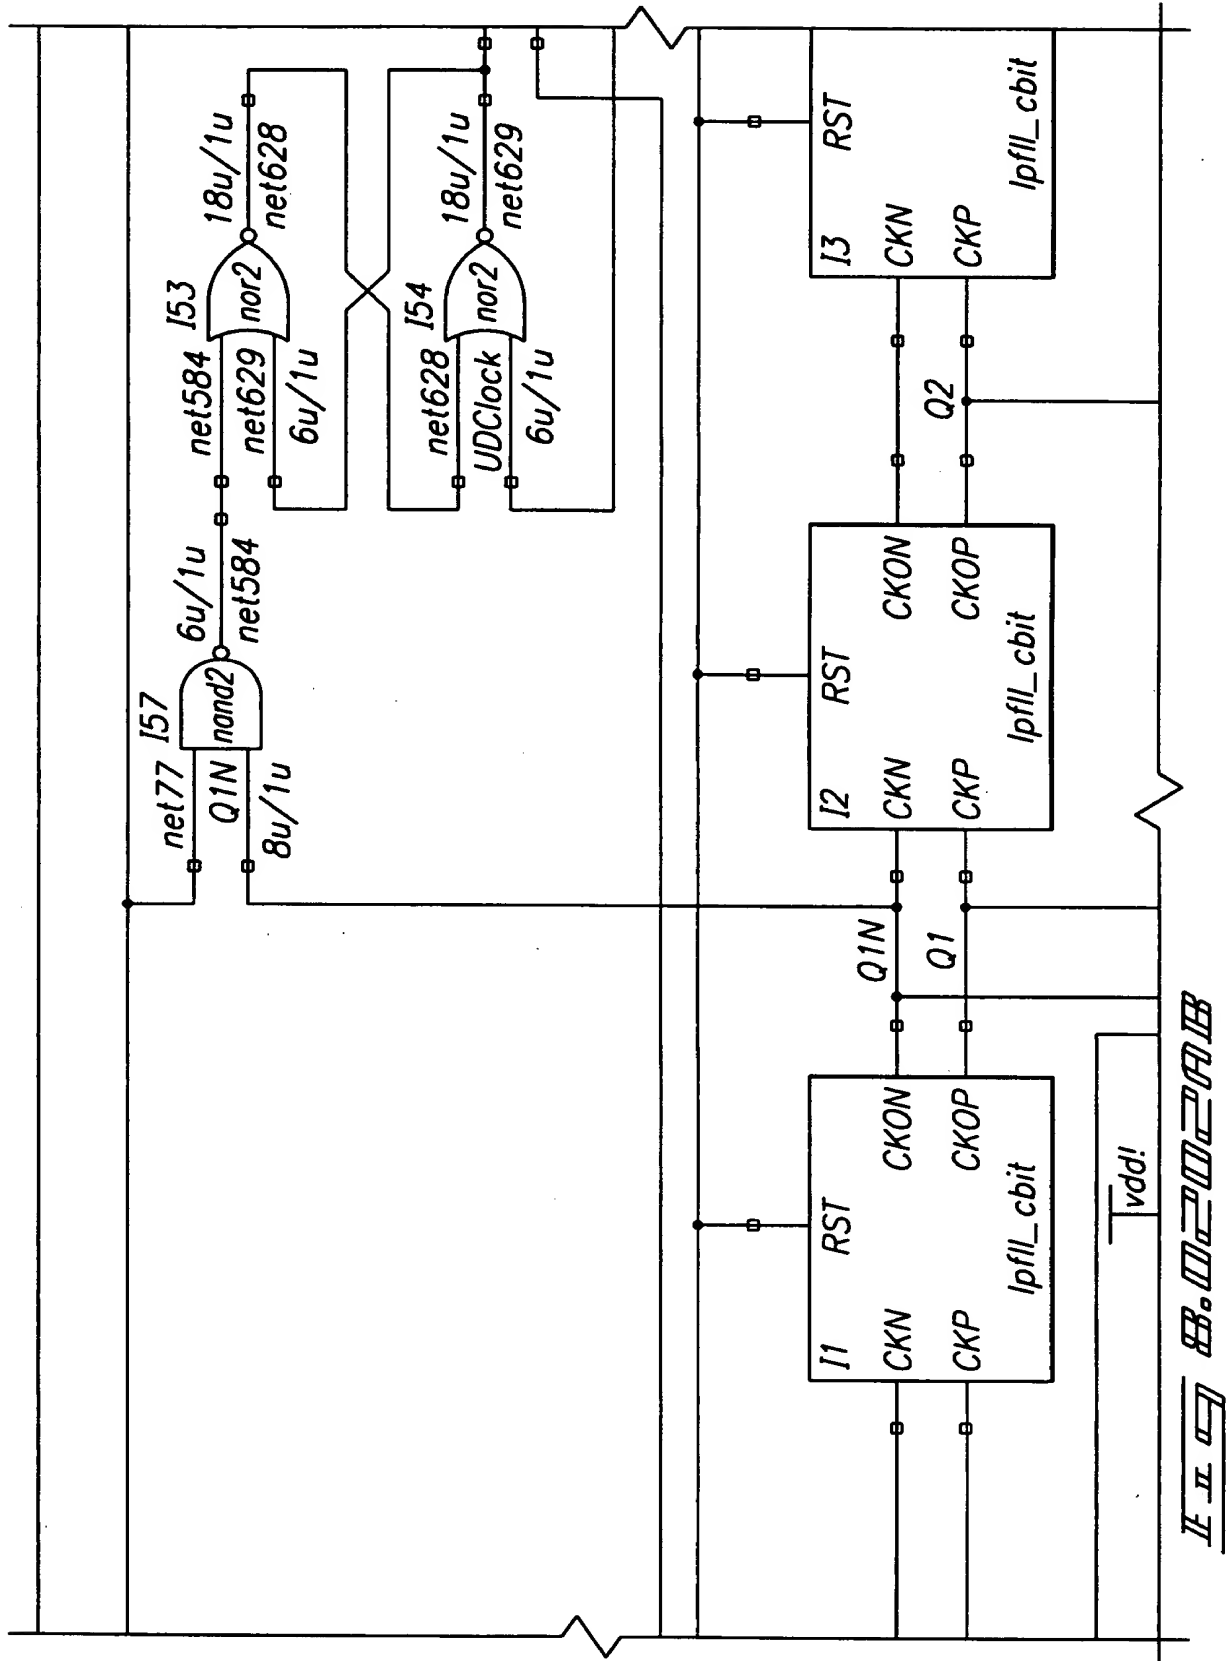 I57
net77
nand2
6u/1u
Q1N
net584
8u/1u
I53
18u/1u
net584
nor2
net628
net629
6u/1u
I54
18u/1u
net628
nor2
net629
UDClock
6u/1u
I1
RST
CKN
CKON
CKP
CKOP
lpfll_cbit
Q1N
Q1
I2
RST
CKN
CKON
CKP
CKOP
lpfll_cbit
Q2
I3
RST
CKN
CKP
lpfll_cbit
vdd!
FIG 8.0202AB